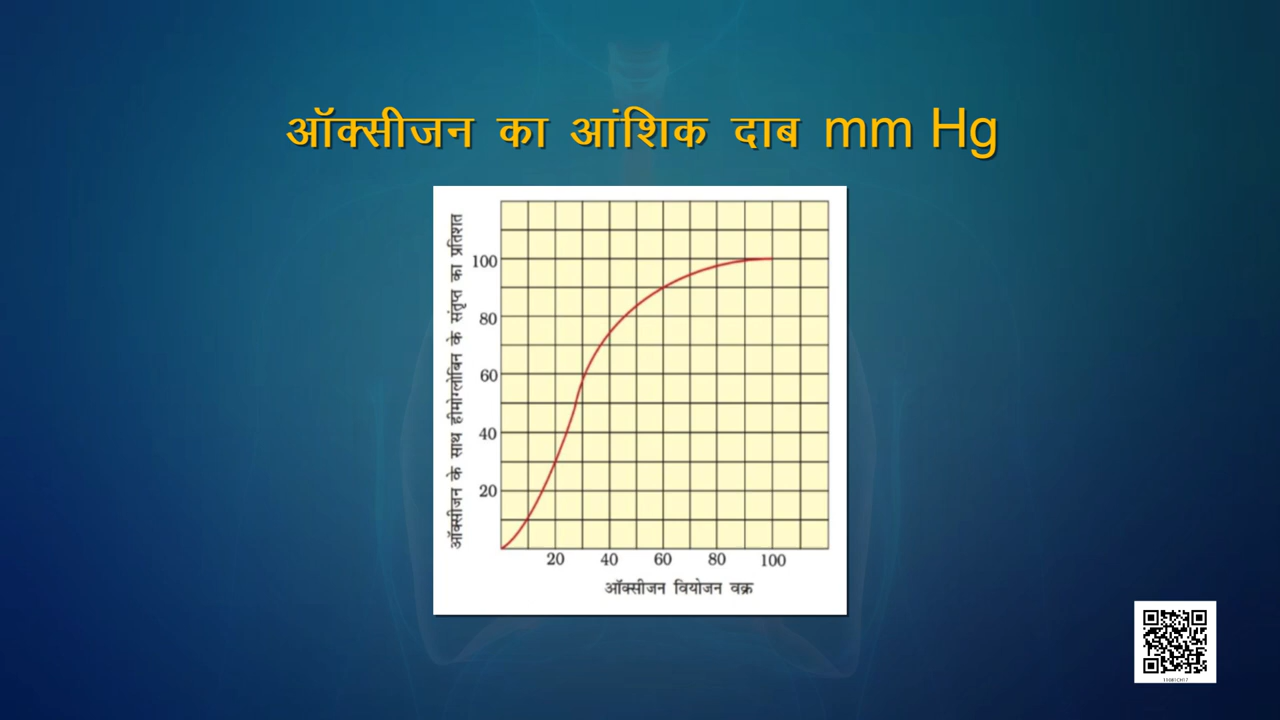 ऑक्सीजन का आंशिक दाब mm Hg
ऑक्सीजन के साथ हीमोग्लोबिन के संतृप्त का प्रतिशत
100
80
60
40
20
20 40 60 80 100
ऑक्सीजन वियोजन वक्र